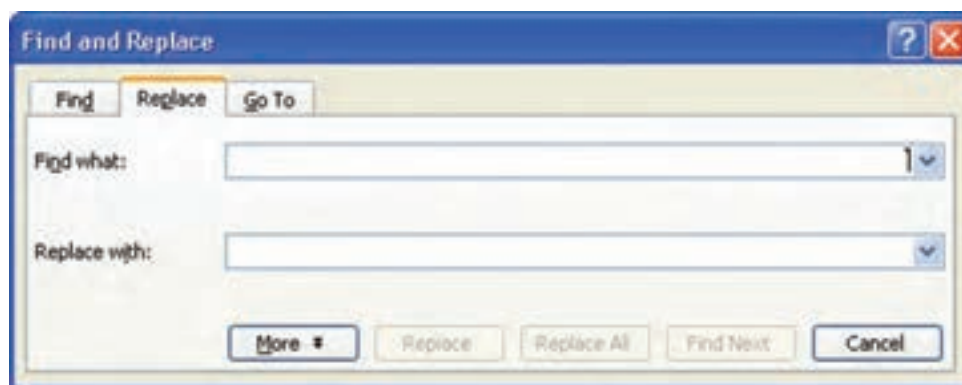 Find and Replace
Find Replace Go To
Find what:
Replace with:
More Replace Replace All Find Next Cancel